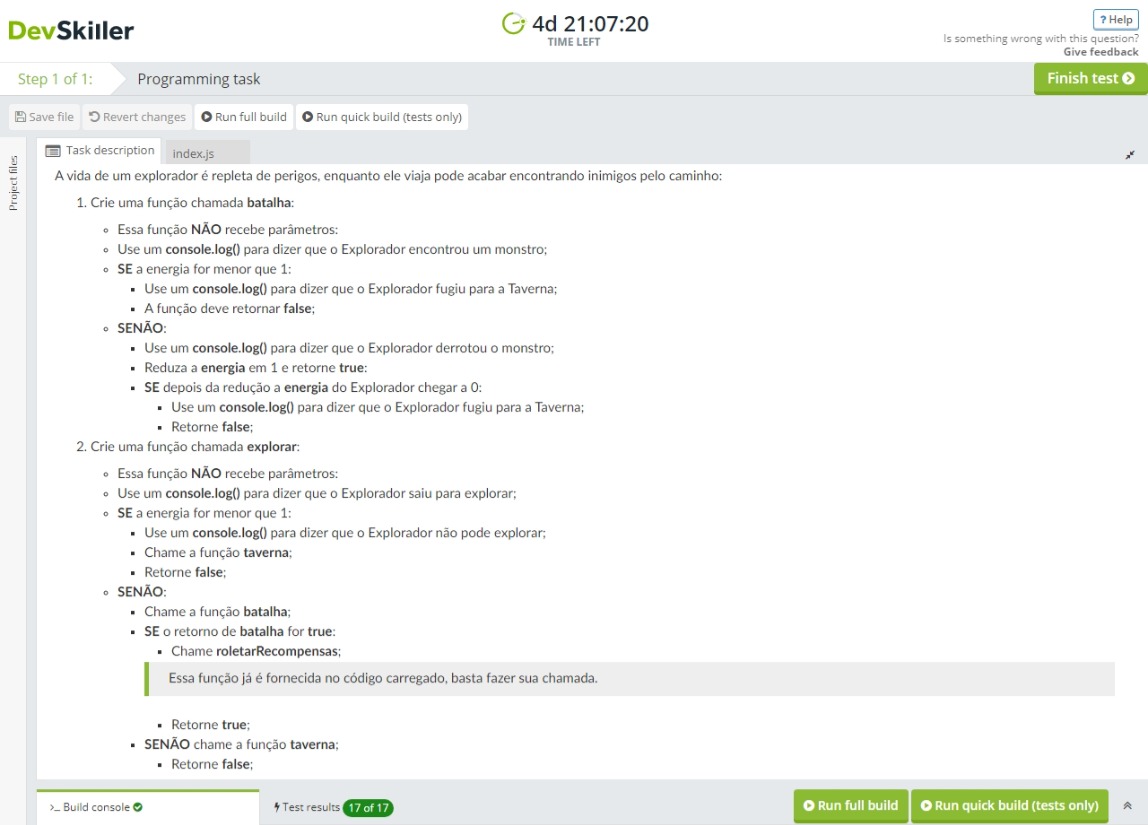 DevSkiller
4d 21:07:20
TIME LEFT
? Help
Is something wrong with this question?
Give feedback
Step 1 of 1:
Programming task
Finish test
Save file
Revert changes
Run full build
Run quick build (tests only)
Project files
Task description
index.js
A vida de um explorador é repleta de perigos, enquanto ele viaja pode acabar encontrando inimigos pelo caminho:
1. Crie uma função chamada batalha:
Essa função NÃO recebe parâmetros:
Use um console.log() para dizer que o Explorador encontrou um monstro;
SE a energia for menor que 1:
Use um console.log() para dizer que o Explorador fugiu para a Taverna;
A função deve retornar false;
SENÃO:
Use um console.log() para dizer que o Explorador derrotou o monstro;
Reduza a energia em 1 e retorne true:
SE depois da redução a energia do Explorador chegar a 0:
Use um console.log() para dizer que o Explorador fugiu para a Taverna;
Retorne false;
2. Crie uma função chamada explorar:
Essa função NÃO recebe parâmetros:
Use um console.log() para dizer que o Explorador saiu para explorar;
SE a energia for menor que 1:
Use um console.log() para dizer que o Explorador não pode explorar;
Chame a função taverna;
Retorne false;
SENÃO:
Chame a função batalha;
SE o retorno de batalha for true:
Chame roletarRecompensas;
Essa função já é fornecida no código carregado, basta fazer sua chamada.
Retorne true;
SENÃO chame a função taverna;
Retorne false;
>_ Build console
Test results 17 of 17
Run full build
Run quick build (tests only)